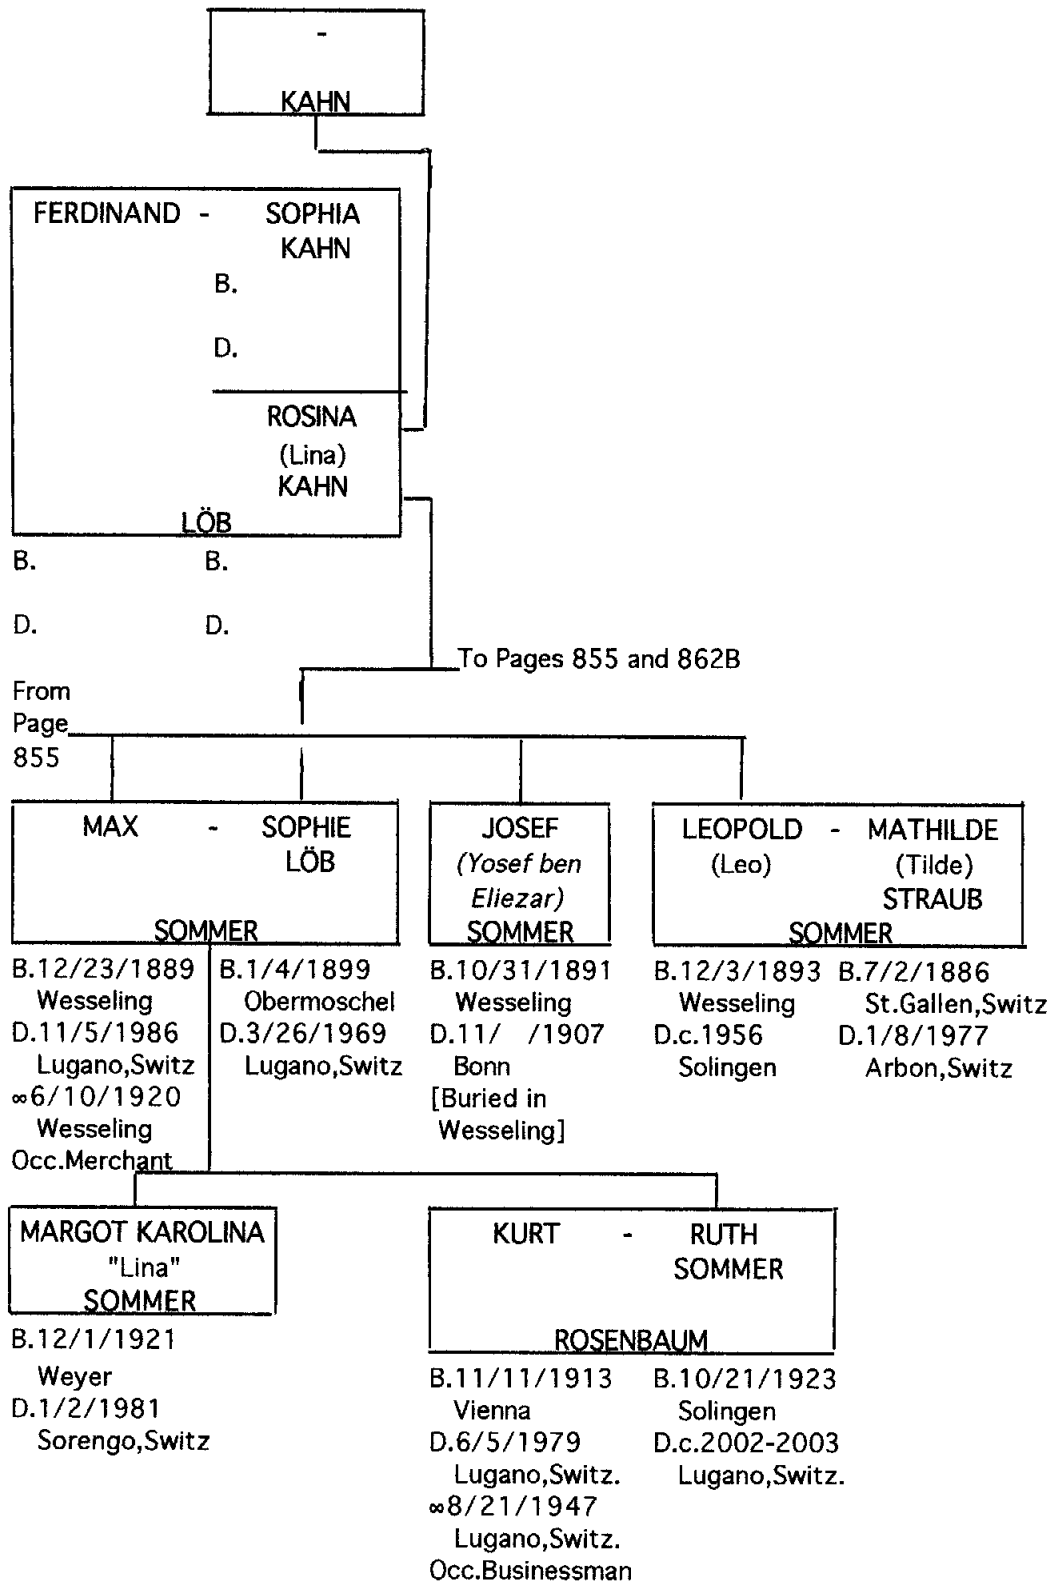 -
KAHN
FERDINAND - SOPHIA
KAHN
B.
D.
ROSINA
(Lina)
KAHN
LÖB
B. B.
D. D.
To Pages 855 and 862B
From
Page
855
MAX - SOPHIE
LÖB
SOMMER
B.12/23/1889 B.1/4/1899
Wesseling Obermoschel
D.11/5/1986 D.3/26/1969
Lugano,Switz Lugano,Switz
∞6/10/1920
Wesseling
Occ.Merchant
JOSEF
(Yosef ben
Eliezar)
SOMMER
B.10/31/1891
Wesseling
D.11/ /1907
Bonn
[Buried in
Wesseling]
LEOPOLD - MATHILDE
(Leo) (Tilde)
STRAUB
SOMMER
B.12/3/1893 B.7/2/1886
Wesseling St.Gallen,Switz
D.c.1956 D.1/8/1977
Solingen Arbon,Switz
MARGOT KAROLINA
"Lina"
SOMMER
B.12/1/1921
Weyer
D.1/2/1981
Sorengo,Switz
KURT - RUTH
SOMMER
ROSENBAUM
B.11/11/1913 B.10/21/1923
Vienna Solingen
D.6/5/1979 D.c.2002-2003
Lugano,Switz. Lugano,Switz.
∞8/21/1947
Lugano,Switz.
Occ.Businessman